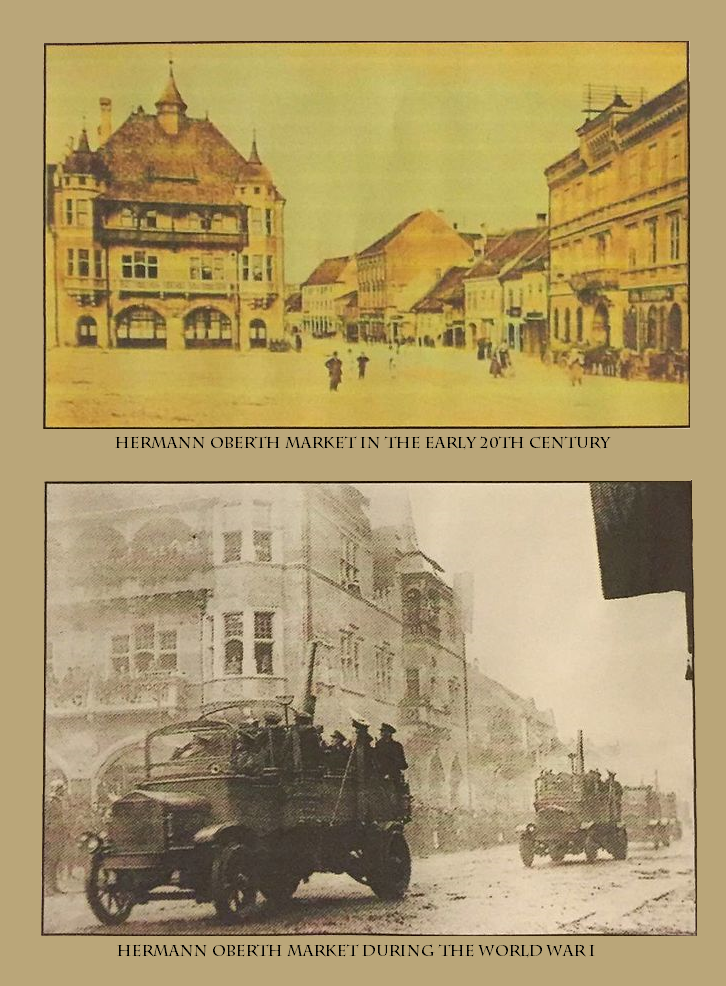 HERMANN OBERTH MARKET IN THE EARLY 20TH CENTURY
HERMANN OBERTH MARKET DURING THE WORLD WAR I